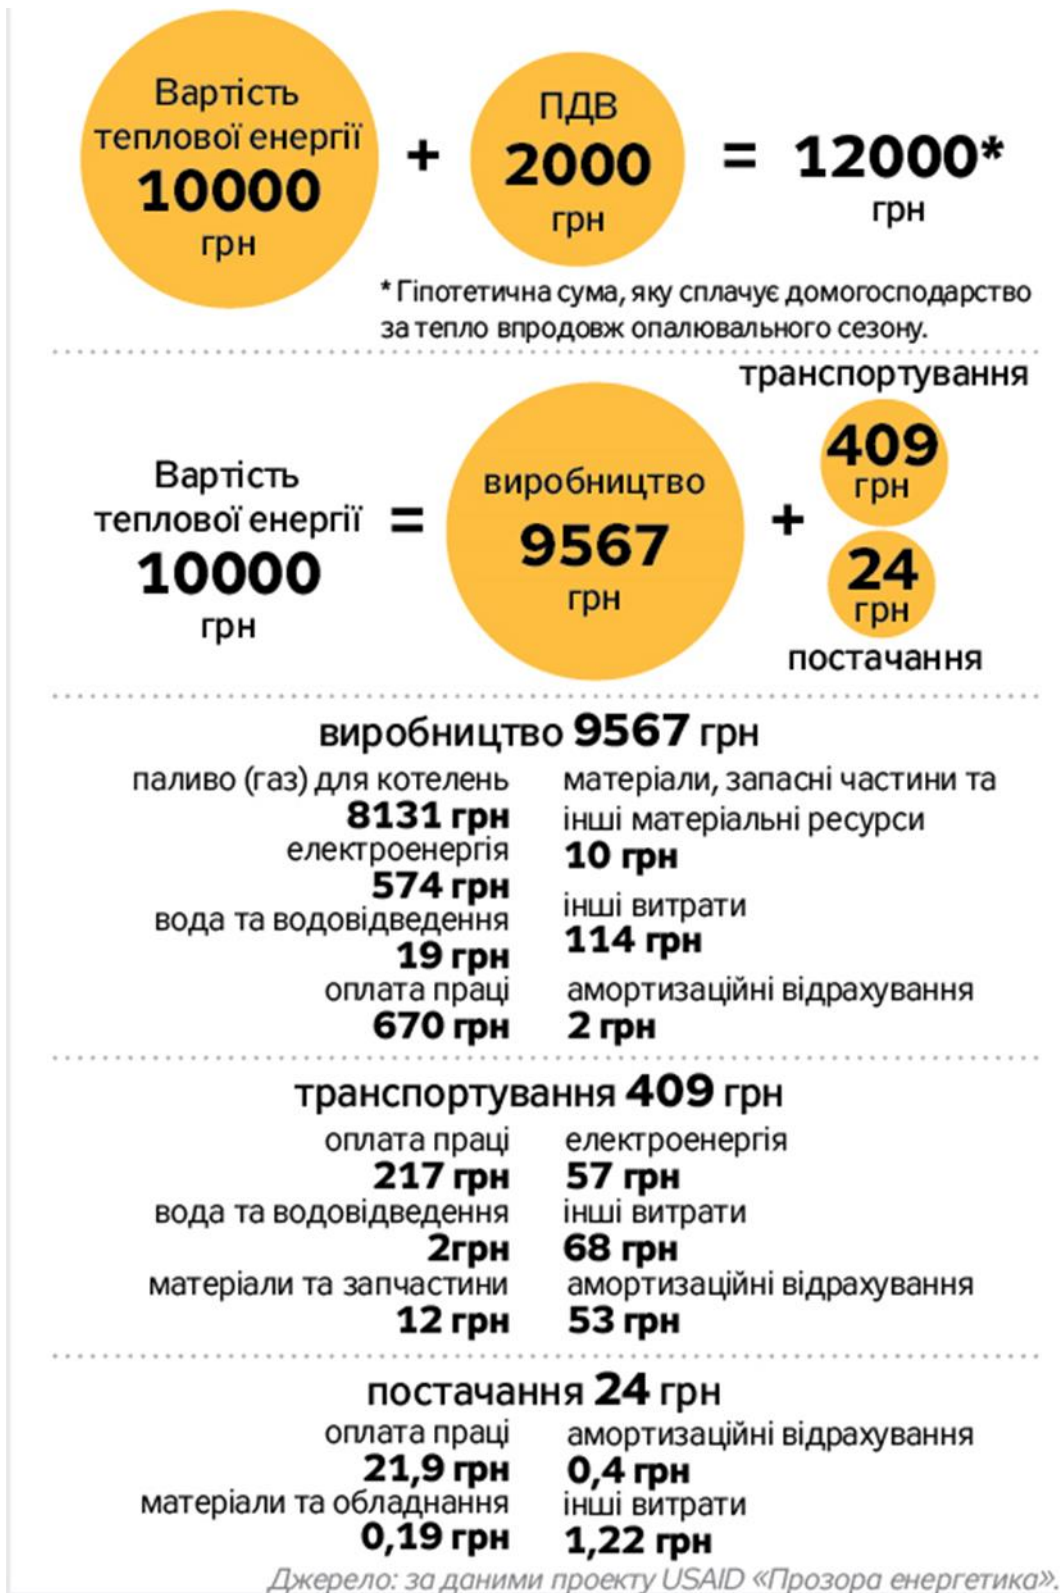 Вартість
теплової енергії
10000
грн
+
ПДВ
2000
грн
=
12000*
грн
* Гіпотетична сума, яку сплачує домогосподарство
за тепло впродовж опалювального сезону.
Вартість
теплової енергії
10000
грн
=
виробництво
9567
грн
+
транспортування
409
грн
24
грн
постачання
виробництво 9567 грн
паливо (газ) для котелень
8131 грн
електроенергія
574 грн
вода та водовідведення
19 грн
оплата праці
670 грн
матеріали, запасні частини та
інші матеріальні ресурси
10 грн
інші витрати
114 грн
амортизаційні відрахування
2 грн
транспортування 409 грн
оплата праці
217 грн
вода та водовідведення
2грн
матеріали та запчастини
12 грн
електроенергія
57 грн
інші витрати
68 грн
амортизаційні відрахування
53 грн
постачання 24 грн
оплата праці
21,9 грн
матеріали та обладнання
0,19 грн
амортизаційні відрахування
0,4 грн
інші витрати
1,22 грн
Джерело: за даними проекту USAID «Прозора енергетика».